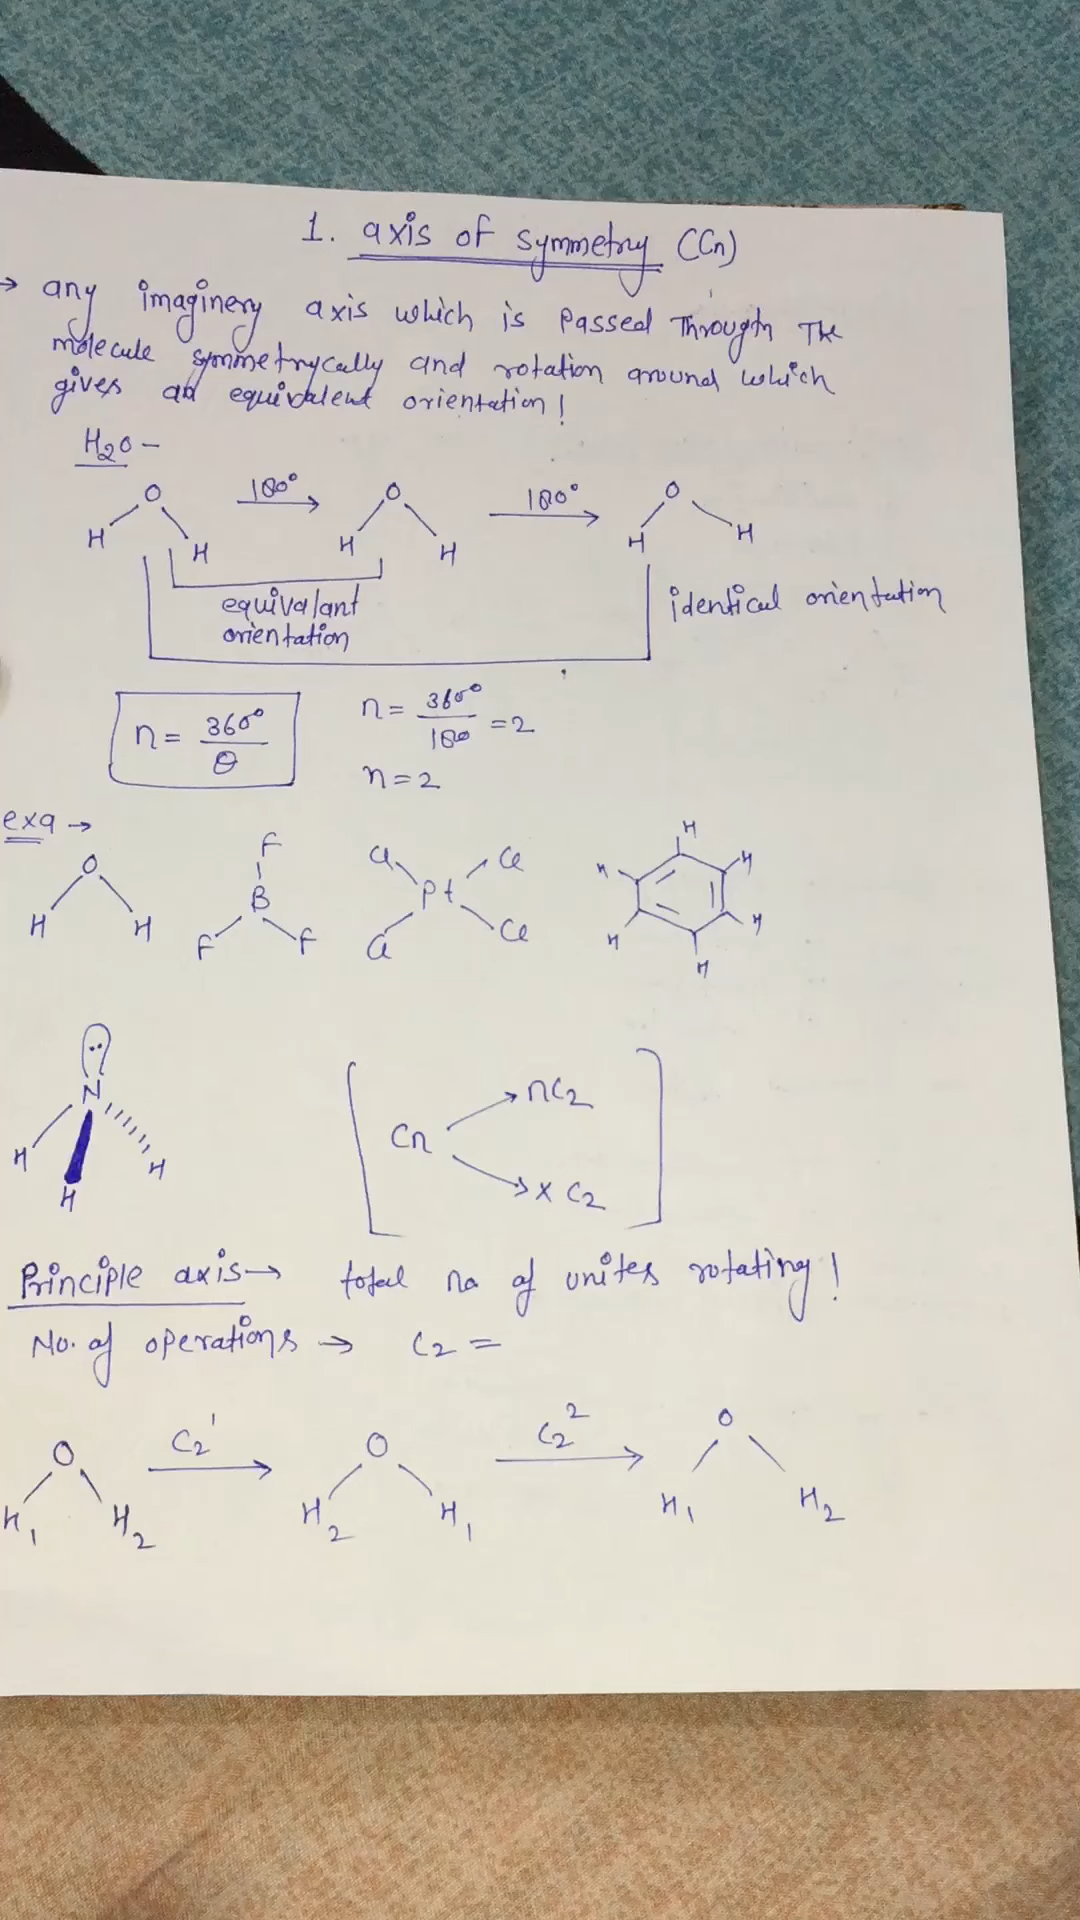 1. axis of symmetry (Cn)
→ any imaginery axis which is passed Through The
molecule symmetrycally and rotation around which
gives an equivalent orientation!
H₂O –
O 180° O 180° O
H H H H H H
equivalant
orientation
identical orientation
n = 360° / θ
n = 360° / 180 = 2
n = 2
exa →
O
H H
F
B
F F
Cl Cl
Pt
Cl Cl
H
H H
H H
H
N
H H
H
Cn → nC₂
→ x C₂
Principle axis → total no of unites rotating!
No. of operations → C₂ =
O C₂¹ O C₂² O
H₁ H₂ H₂ H₁ H₁ H₂